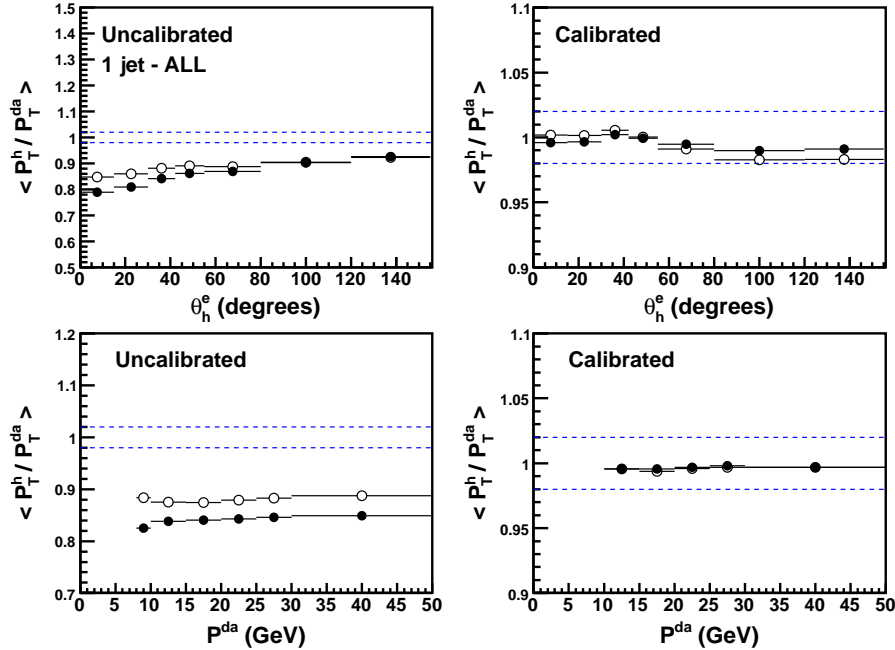 Uncalibrated
1 jet - ALL
< P_T^h / P_T^da >
1.5
1.4
1.3
1.2
1.1
1
0.9
0.8
0.7
0.6
0.5
0 20 40 60 80 100 120 140
θ_h^e (degrees)
Calibrated
< P_T^h / P_T^da >
1.1
1.05
1
0.95
0.9
0 20 40 60 80 100 120 140
θ_h^e (degrees)
Uncalibrated
< P_T^h / P_T^da >
1.2
1.1
1
0.9
0.8
0.7
0 5 10 15 20 25 30 35 40 45 50
P^da (GeV)
Calibrated
< P_T^h / P_T^da >
1.1
1.05
1
0.95
0.9
0 5 10 15 20 25 30 35 40 45 50
P^da (GeV)